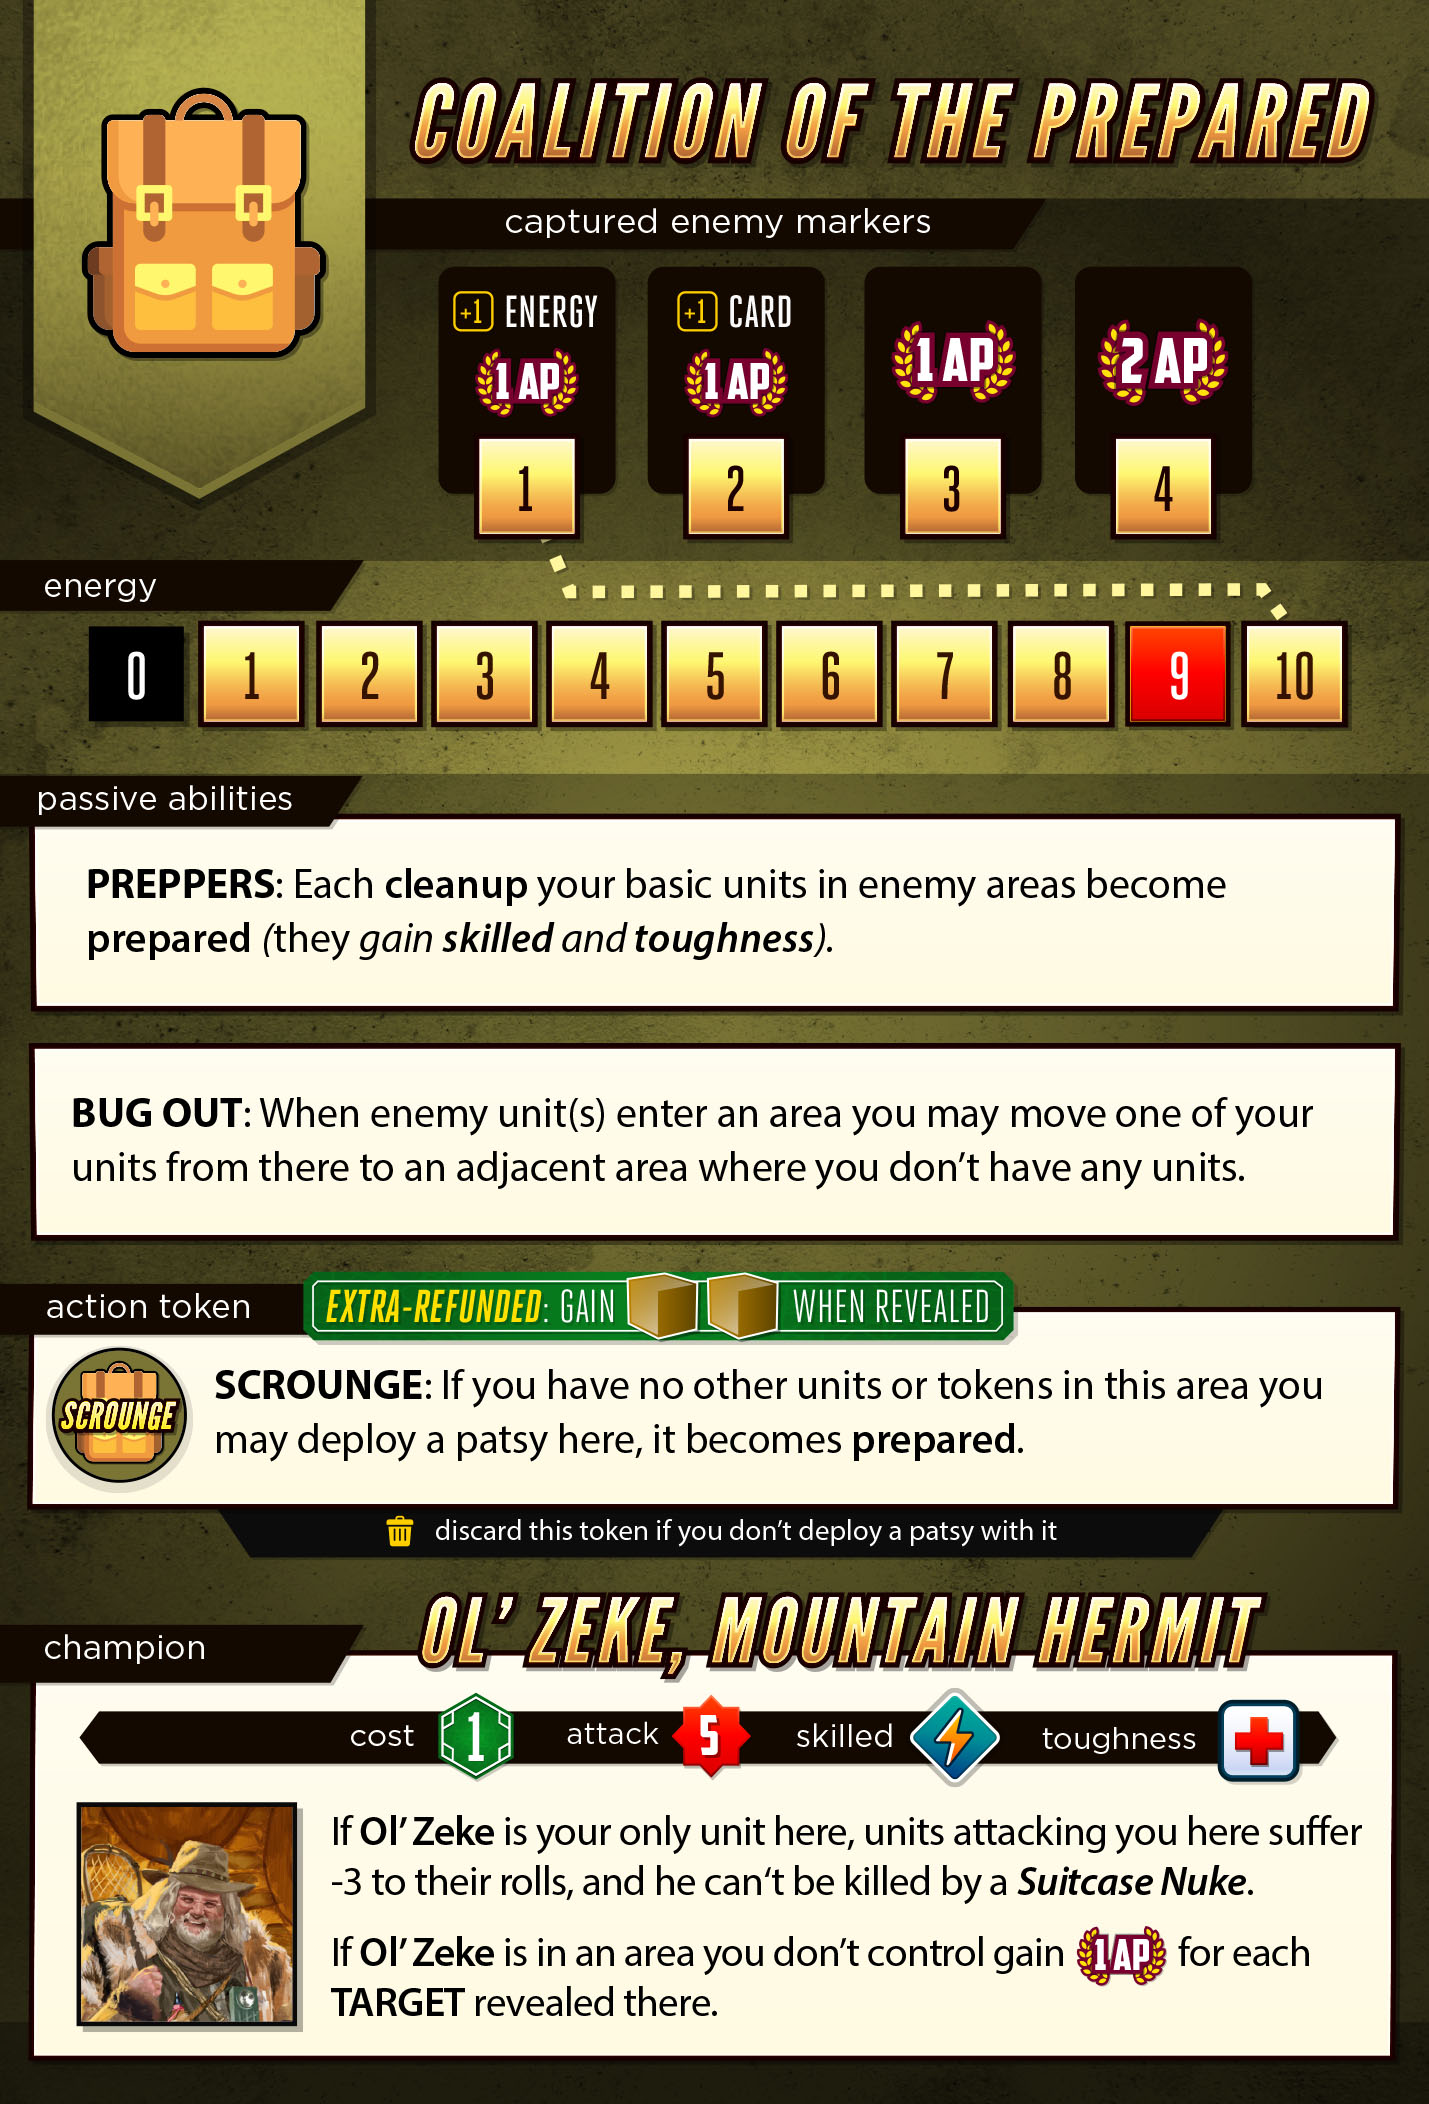 COALITION OF THE PREPARED
captured enemy markers
+1 ENERGY
1 AP
1
+1 CARD
1 AP
2
1 AP
3
2 AP
4
energy
0 1 2 3 4 5 6 7 8 9 10
passive abilities
PREPPERS: Each cleanup your basic units in enemy areas become
prepared (they gain skilled and toughness).
BUG OUT: When enemy unit(s) enter an area you may move one of your
units from there to an adjacent area where you don't have any units.
action token
EXTRA-REFUNDED: GAIN WHEN REVEALED
SCROUNGE
SCROUNGE: If you have no other units or tokens in this area you
may deploy a patsy here, it becomes prepared.
discard this token if you don't deploy a patsy with it
champion
OL' ZEKE, MOUNTAIN HERMIT
cost 1 attack 5 skilled toughness
If Ol' Zeke is your only unit here, units attacking you here suffer
-3 to their rolls, and he can't be killed by a Suitcase Nuke.
If Ol' Zeke is in an area you don't control gain 1 AP for each
TARGET revealed there.